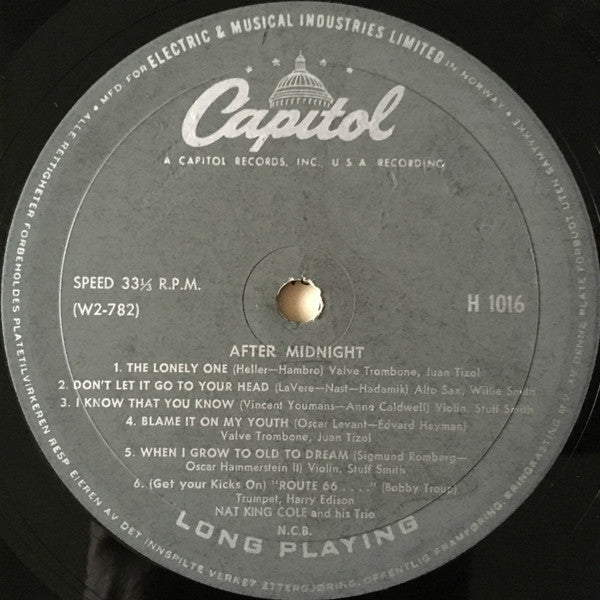 • MFD. FOR ELECTRIC & MUSICAL INDUSTRIES LIMITED IN NORWAY •
Capitol
A CAPITOL RECORDS, INC., U.S.A. RECORDING
SPEED 33⅓ R.P.M.
(W2-782)
H 1016
AFTER MIDNIGHT
1. THE LONELY ONE (Heller—Hambro) Valve Trombone, Juan Tizol
2. DON'T LET IT GO TO YOUR HEAD (LaVere—Nast—Hadamik) Alto Sax, Willie Smith
3. I KNOW THAT YOU KNOW (Vincent Youmans—Anne Caldwell) Violin, Stuff Smith
4. BLAME IT ON MY YOUTH (Oscar Levant—Edvard Heyman)
Valve Trombone, Juan Tizol
5. WHEN I GROW TO OLD TO DREAM (Sigmund Romberg—
Oscar Hammerstein II) Violin, Stuff Smith
6. (Get your Kicks On) "ROUTE 66 . . . ." (Bobby Troup)
Trumpet, Harry Edison
NAT KING COLE and his Trio
N.C.B.
LONG PLAYING
ALLE RETTIGHETER FORBEHOLDES PLATETILVIRKEREN RESP. EIEREN AV DET INNSPILTE VERKET. ETTERGJØRING, OFFENTLIG FRAMFØRING, KRINGKASTING M.V. AV DENNE PLATE FORBUDT UTEN SAMTYKKE